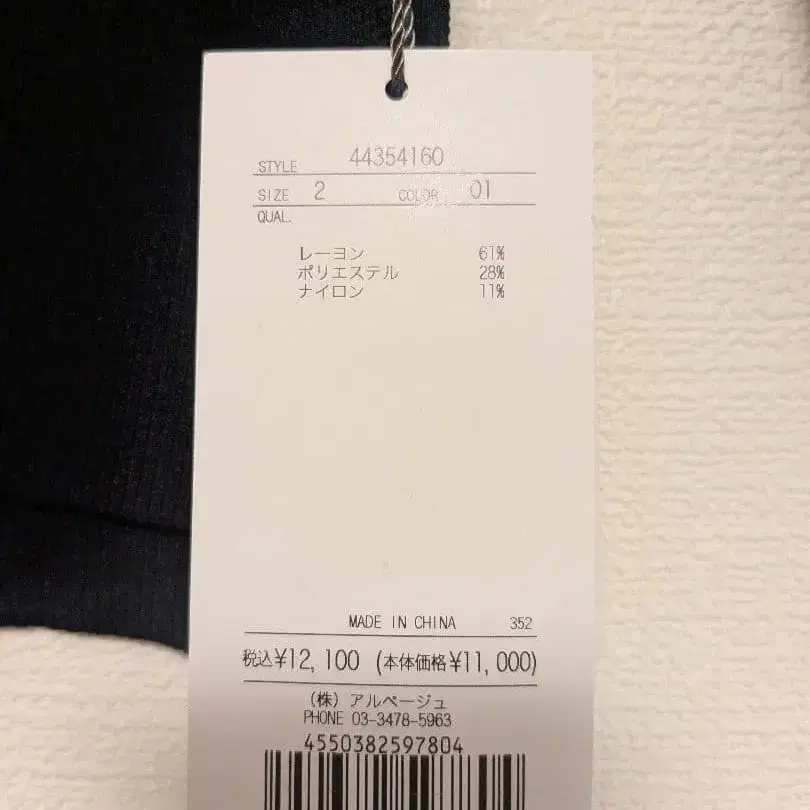 STYLE 44354160
SIZE 2 COLOR 01
QUAL.
レーヨン 61%
ポリエステル 28%
ナイロン 11%
MADE IN CHINA 352
税込¥12,100 (本体価格¥11,000)
(株) アルページュ
PHONE 03-3478-5963
4550382597804